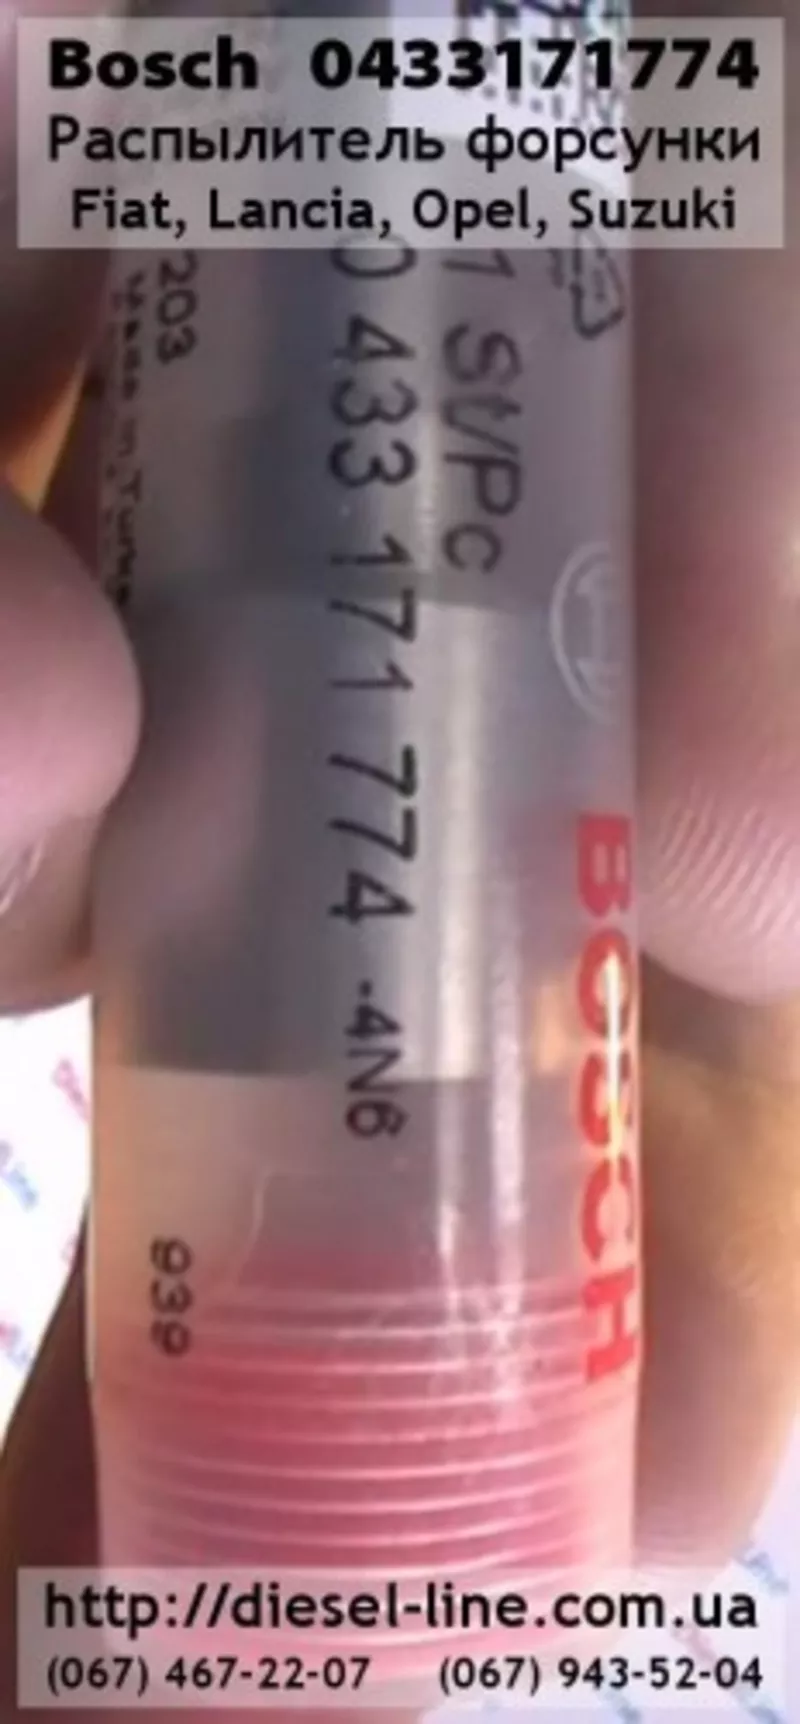 Bosch 0433171774
Распылитель форсунки
Fiat, Lancia, Opel, Suzuki
1 St/Pc
0 433 171 774 -4N6
203
BOSCH
939
http://diesel-line.com.ua
(067) 467-22-07 (067) 943-52-04